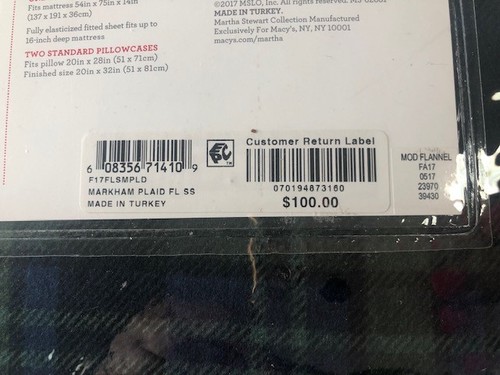 Fits mattress 54in x 75in x 14in
(137 x 191 x 36cm)
Fully elasticized fitted sheet fits up to
16-inch deep mattress
TWO STANDARD PILLOWCASES
Fits pillow 20in x 28in (51 x 71cm)
Finished size 20in x 32in (51 x 81cm)
©2017 MSLO, Inc. All rights reserved.
MADE IN TURKEY.
Martha Stewart Collection Manufactured
Exclusively For Macy's, NY, NY 10001
macys.com/martha
6 08356 71410 9
F17FLSMPLD
MARKHAM PLAID FL SS
MADE IN TURKEY
Customer Return Label
070194873160
$100.00
MOD FLANNEL
FA17
0517
23970
39430